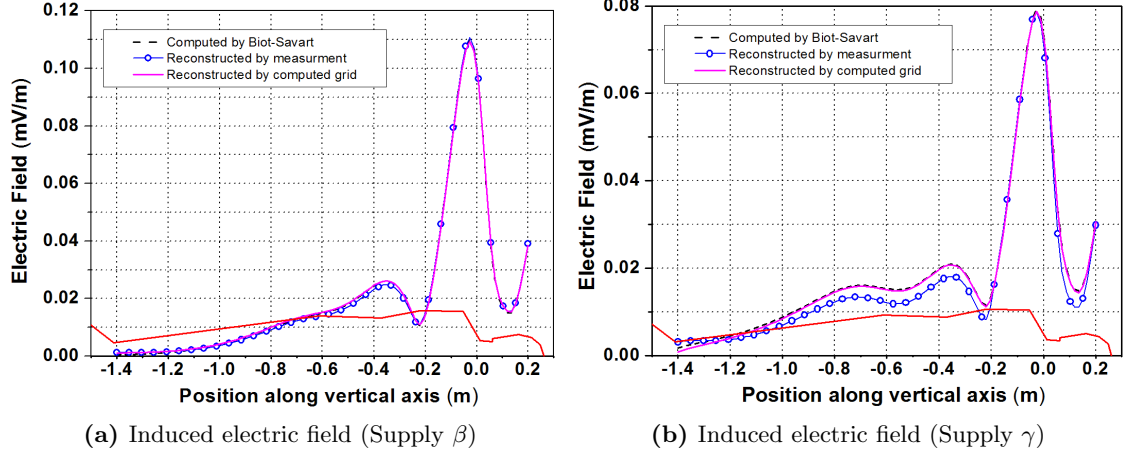 0.12
0.10
0.08
0.06
0.04
0.02
0.00
Electric Field (mV/m)
Computed by Biot-Savart
Reconstructed by measurment
Reconstructed by computed grid
-1.4 -1.2 -1.0 -0.8 -0.6 -0.4 -0.2 0.0 0.2
Position along vertical axis (m)
(a) Induced electric field (Supply β)
0.08
0.06
0.04
0.02
0.00
Electric Field (mV/m)
Computed by Biot-Savart
Reconstructed by measurment
Reconstructed by computed grid
-1.4 -1.2 -1.0 -0.8 -0.6 -0.4 -0.2 0.0 0.2
Position along vertical axis (m)
(b) Induced electric field (Supply γ)